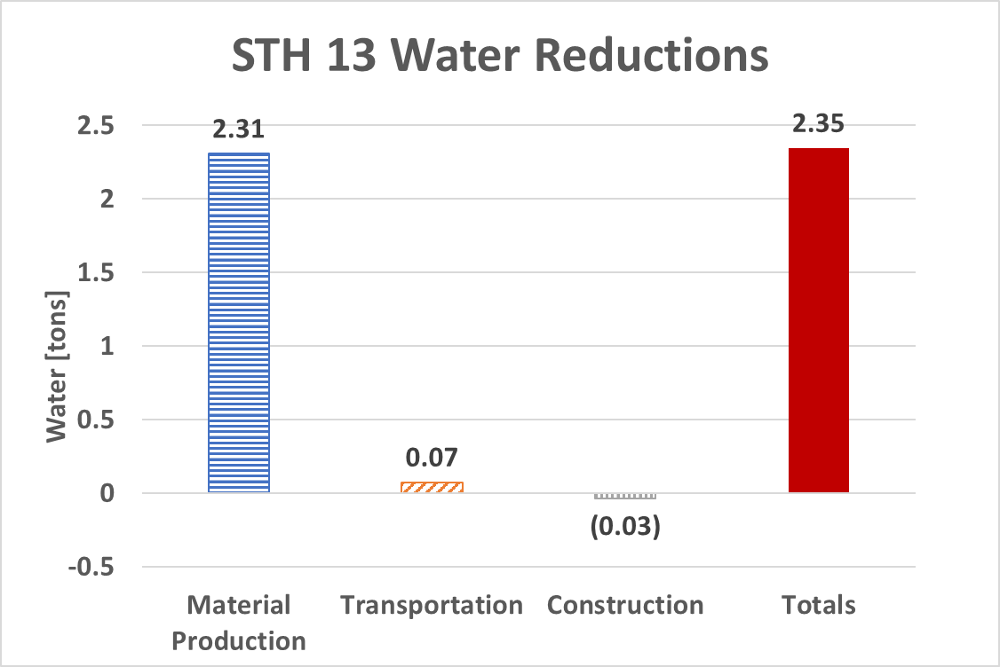 STH 13 Water Reductions
Water [tons]
2.5
2
1.5
1
0.5
0
-0.5
2.31
0.07
(0.03)
2.35
Material
Production
Transportation
Construction
Totals